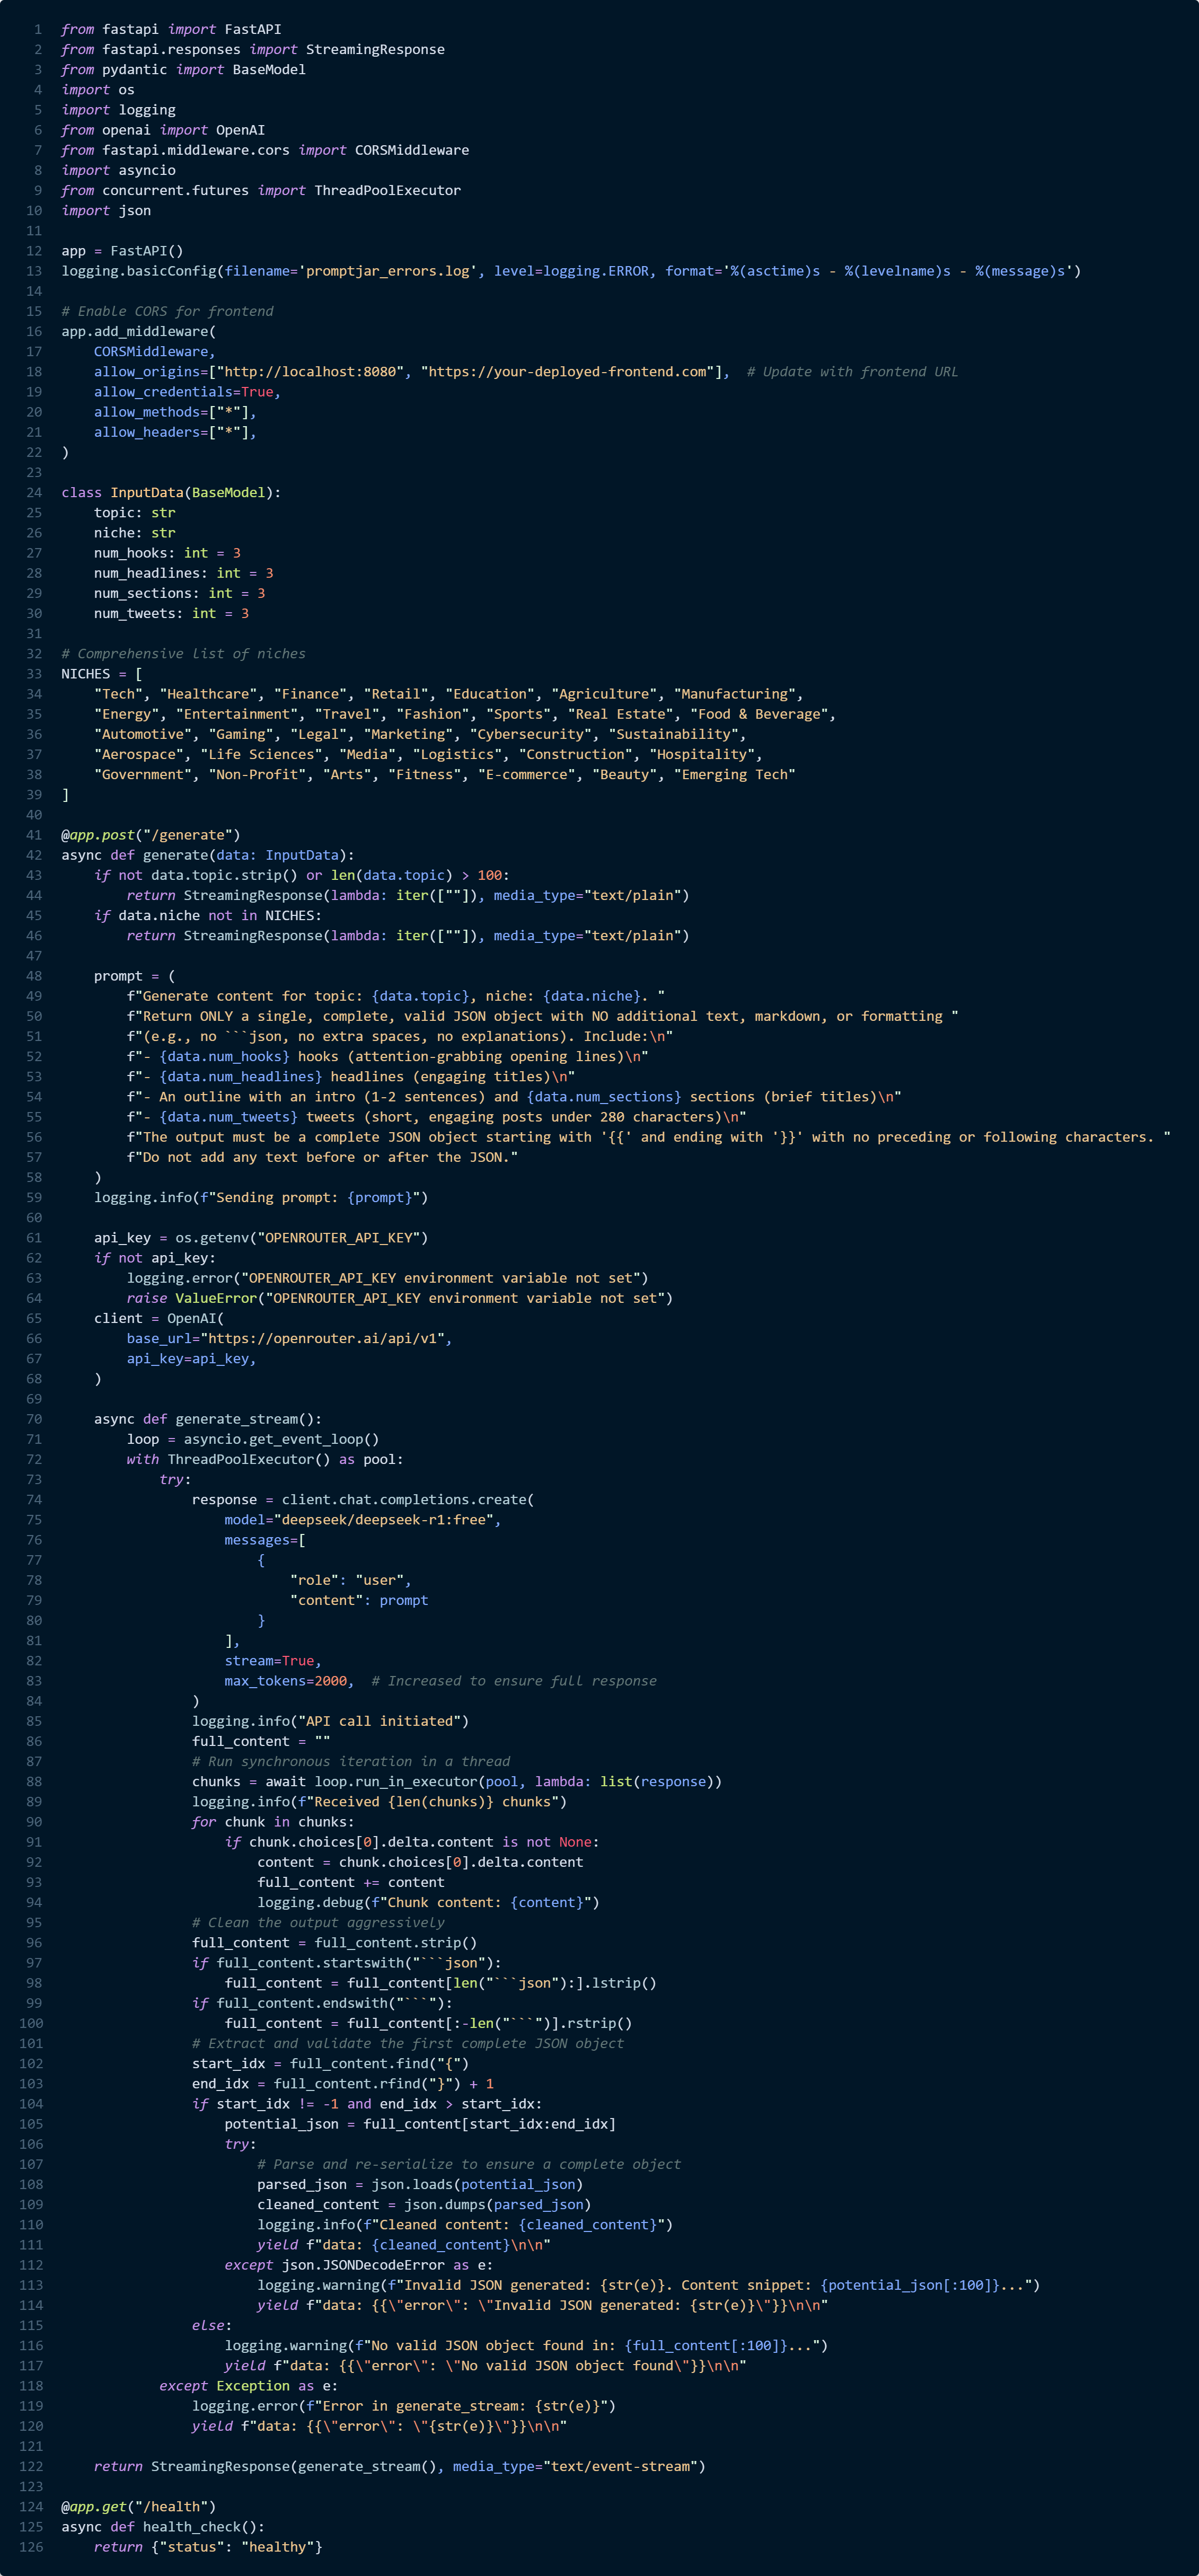 1 from fastapi import FastAPI
2 from fastapi.responses import StreamingResponse
3 from pydantic import BaseModel
4 import os
5 import logging
6 from openai import OpenAI
7 from fastapi.middleware.cors import CORSMiddleware
8 import asyncio
9 from concurrent.futures import ThreadPoolExecutor
10 import json
11
12 app = FastAPI()
13 logging.basicConfig(filename='promptjar_errors.log', level=logging.ERROR, format='%(asctime)s - %(levelname)s - %(message)s')
14
15 # Enable CORS for frontend
16 app.add_middleware(
17     CORSMiddleware,
18     allow_origins=["http://localhost:8080", "https://your-deployed-frontend.com"],  # Update with frontend URL
19     allow_credentials=True,
20     allow_methods=["*"],
21     allow_headers=["*"],
22 )
23
24 class InputData(BaseModel):
25     topic: str
26     niche: str
27     num_hooks: int = 3
28     num_headlines: int = 3
29     num_sections: int = 3
30     num_tweets: int = 3
31
32 # Comprehensive list of niches
33 NICHES = [
34     "Tech", "Healthcare", "Finance", "Retail", "Education", "Agriculture", "Manufacturing",
35     "Energy", "Entertainment", "Travel", "Fashion", "Sports", "Real Estate", "Food & Beverage",
36     "Automotive", "Gaming", "Legal", "Marketing", "Cybersecurity", "Sustainability",
37     "Aerospace", "Life Sciences", "Media", "Logistics", "Construction", "Hospitality",
38     "Government", "Non-Profit", "Arts", "Fitness", "E-commerce", "Beauty", "Emerging Tech"
39 ]
40
41 @app.post("/generate")
42 async def generate(data: InputData):
43     if not data.topic.strip() or len(data.topic) > 100:
44         return StreamingResponse(lambda: iter([""]), media_type="text/plain")
45     if data.niche not in NICHES:
46         return StreamingResponse(lambda: iter([""]), media_type="text/plain")
47
48     prompt = (
49         f"Generate content for topic: {data.topic}, niche: {data.niche}. "
50         f"Return ONLY a single, complete, valid JSON object with NO additional text, markdown, or formatting "
51         f"(e.g., no ```json, no extra spaces, no explanations). Include:\n"
52         f"- {data.num_hooks} hooks (attention-grabbing opening lines)\n"
53         f"- {data.num_headlines} headlines (engaging titles)\n"
54         f"- An outline with an intro (1-2 sentences) and {data.num_sections} sections (brief titles)\n"
55         f"- {data.num_tweets} tweets (short, engaging posts under 280 characters)\n"
56         f"The output must be a complete JSON object starting with '{{' and ending with '}}' with no preceding or following characters. "
57         f"Do not add any text before or after the JSON."
58     )
59     logging.info(f"Sending prompt: {prompt}")
60
61     api_key = os.getenv("OPENROUTER_API_KEY")
62     if not api_key:
63         logging.error("OPENROUTER_API_KEY environment variable not set")
64         raise ValueError("OPENROUTER_API_KEY environment variable not set")
65     client = OpenAI(
66         base_url="https://openrouter.ai/api/v1",
67         api_key=api_key,
68     )
69
70     async def generate_stream():
71         loop = asyncio.get_event_loop()
72         with ThreadPoolExecutor() as pool:
73             try:
74                 response = client.chat.completions.create(
75                     model="deepseek/deepseek-r1:free",
76                     messages=[
77                         {
78                             "role": "user",
79                             "content": prompt
80                         }
81                     ],
82                     stream=True,
83                     max_tokens=2000,  # Increased to ensure full response
84                 )
85                 logging.info("API call initiated")
86                 full_content = ""
87                 # Run synchronous iteration in a thread
88                 chunks = await loop.run_in_executor(pool, lambda: list(response))
89                 logging.info(f"Received {len(chunks)} chunks")
90                 for chunk in chunks:
91                     if chunk.choices[0].delta.content is not None:
92                         content = chunk.choices[0].delta.content
93                         full_content += content
94                         logging.debug(f"Chunk content: {content}")
95                 # Clean the output aggressively
96                 full_content = full_content.strip()
97                 if full_content.startswith("```json"):
98                     full_content = full_content[len("```json"):].lstrip()
99                 if full_content.endswith("```"):
100                     full_content = full_content[:-len("```")].rstrip()
101                 # Extract and validate the first complete JSON object
102                 start_idx = full_content.find("{")
103                 end_idx = full_content.rfind("}") + 1
104                 if start_idx != -1 and end_idx > start_idx:
105                     potential_json = full_content[start_idx:end_idx]
106                     try:
107                         # Parse and re-serialize to ensure a complete object
108                         parsed_json = json.loads(potential_json)
109                         cleaned_content = json.dumps(parsed_json)
110                         logging.info(f"Cleaned content: {cleaned_content}")
111                         yield f"data: {cleaned_content}\n\n"
112                     except json.JSONDecodeError as e:
113                         logging.warning(f"Invalid JSON generated: {str(e)}. Content snippet: {potential_json[:100]}...")
114                         yield f"data: {{\"error\": \"Invalid JSON generated: {str(e)}\"}}\n\n"
115                 else:
116                     logging.warning(f"No valid JSON object found in: {full_content[:100]}...")
117                     yield f"data: {{\"error\": \"No valid JSON object found\"}}\n\n"
118             except Exception as e:
119                 logging.error(f"Error in generate_stream: {str(e)}")
120                 yield f"data: {{\"error\": \"{str(e)}\"}}\n\n"
121
122     return StreamingResponse(generate_stream(), media_type="text/event-stream")
123
124 @app.get("/health")
125 async def health_check():
126     return {"status": "healthy"}